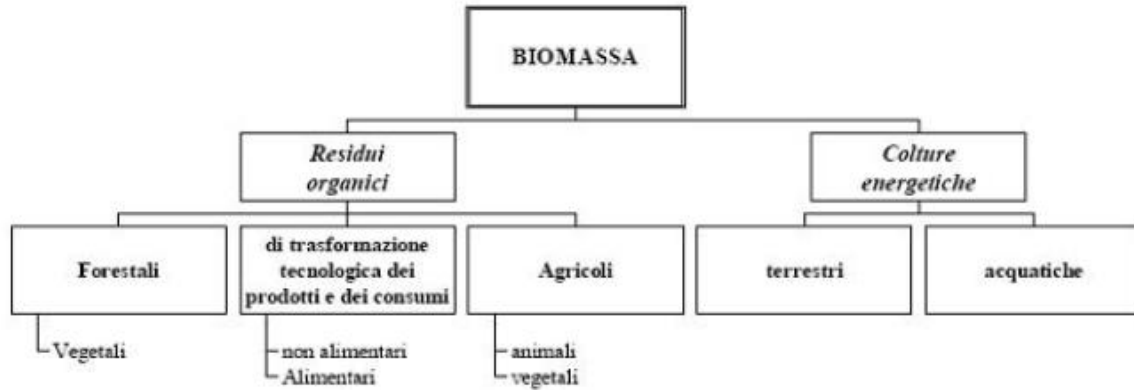 BIOMASSA
Residui
organici
Colture
energetiche
Forestali
di trasformazione
tecnologica dei
prodotti e dei consumi
Agricoli
terrestri
acquatiche
Vegetali
non alimentari
Alimentari
animali
vegetali